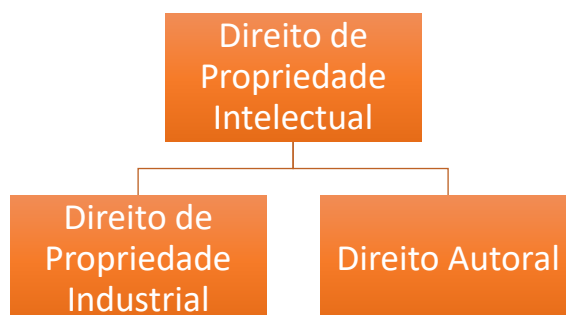 Direito de
Propriedade
Intelectual
Direito de
Propriedade
Industrial
Direito Autoral